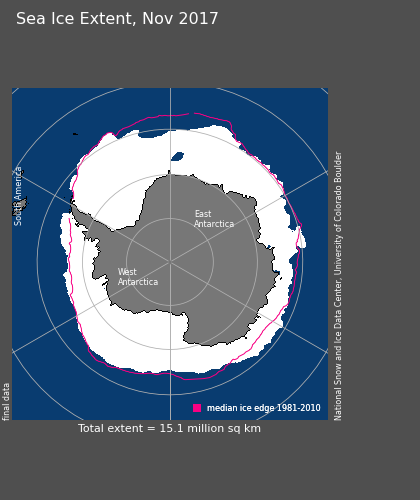 Sea Ice Extent, Nov 2017
South America
East
Antarctica
West
Antarctica
National Snow and Ice Data Center, University of Colorado Boulder
final data
median ice edge 1981-2010
Total extent = 15.1 million sq km